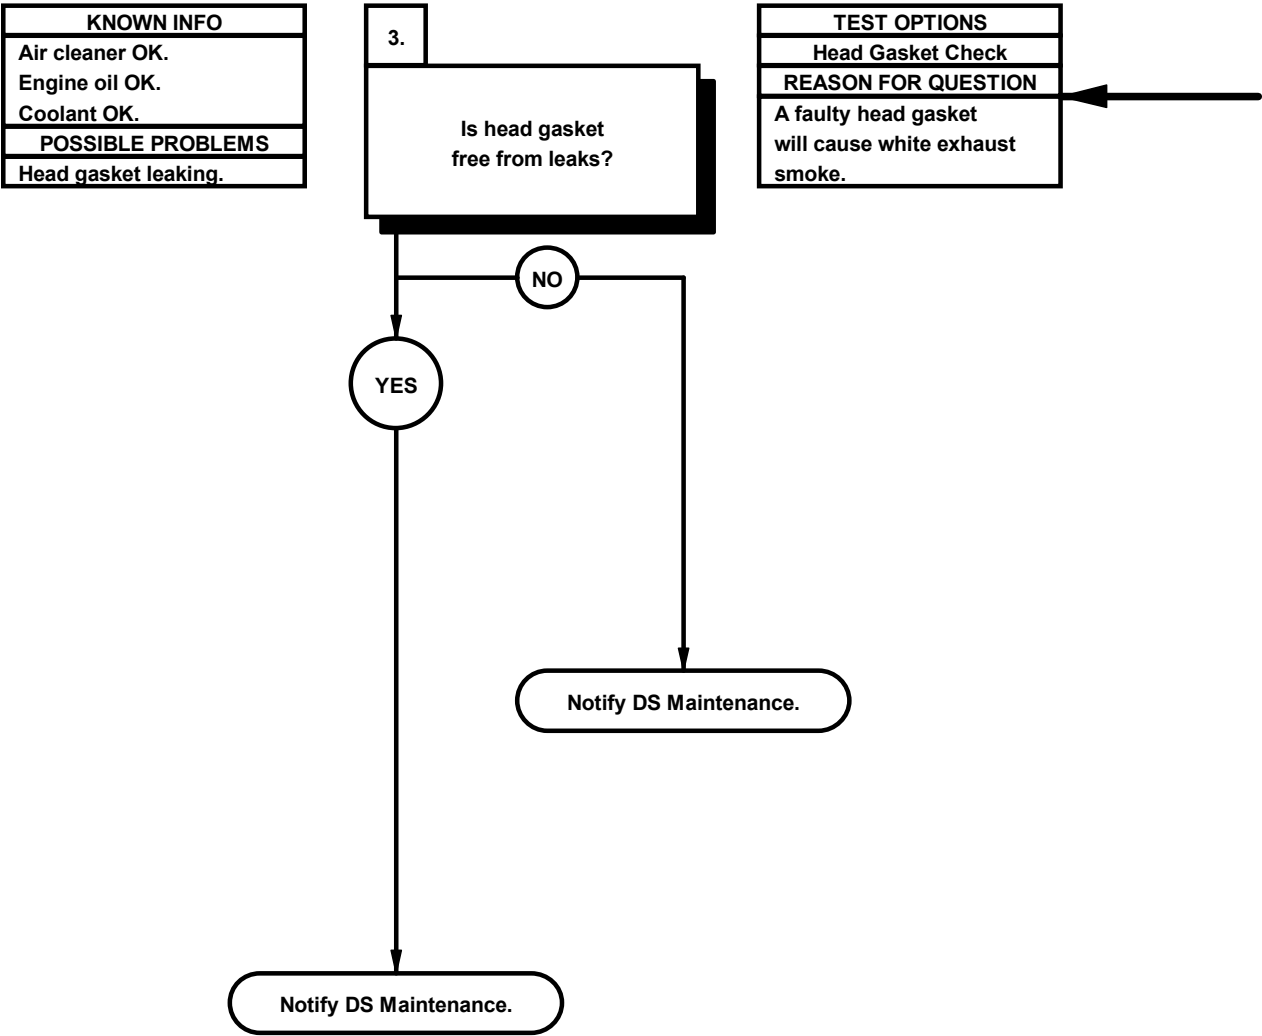 KNOWN INFO
Air cleaner OK.
Engine oil OK.
Coolant OK.
POSSIBLE PROBLEMS
Head gasket leaking.
3.
Is head gasket
free from leaks?
TEST OPTIONS
Head Gasket Check
REASON FOR QUESTION
A faulty head gasket
will cause white exhaust
smoke.
NO
YES
Notify DS Maintenance.
Notify DS Maintenance.